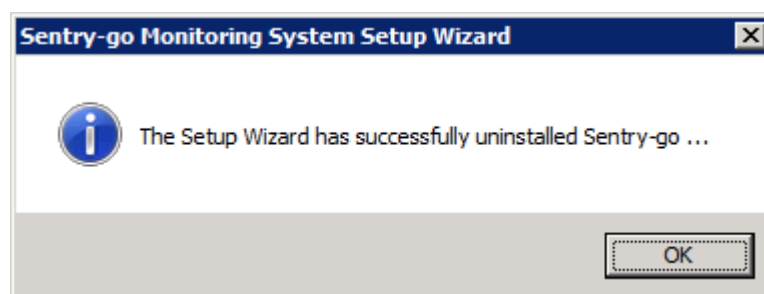 Sentry-go Monitoring System Setup Wizard
The Setup Wizard has successfully uninstalled Sentry-go ...
OK